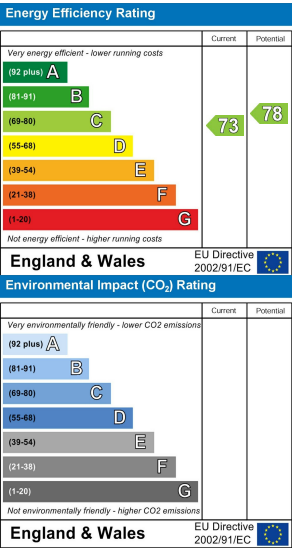 Energy Efficiency Rating
Current Potential
Very energy efficient - lower running costs
(92 plus) A
(81-91) B
(69-80) C
(55-68) D
(39-54) E
(21-38) F
(1-20) G
73 78
Not energy efficient - higher running costs
England & Wales
EU Directive
2002/91/EC
Environmental Impact (CO₂) Rating
Current Potential
Very environmentally friendly - lower CO2 emissions
(92 plus) A
(81-91) B
(69-80) C
(55-68) D
(39-54) E
(21-38) F
(1-20) G
Not environmentally friendly - higher CO2 emissions
England & Wales
EU Directive
2002/91/EC